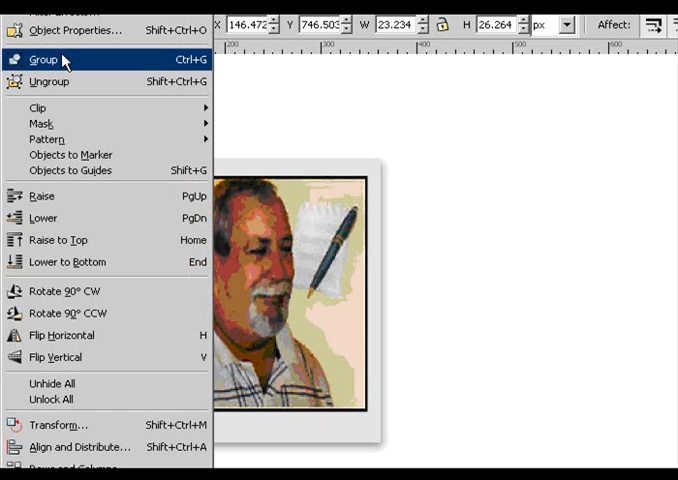 Object Properties... Shift+Ctrl+O
X 146.472 Y 746.503 W 23.234 H 26.264 px Affect:
200 300 400 500 600
Group Ctrl+G
Ungroup Shift+Ctrl+G
Clip
Mask
Pattern
Objects to Marker
Objects to Guides Shift+G
Raise PgUp
Lower PgDn
Raise to Top Home
Lower to Bottom End
Rotate 90° CW
Rotate 90° CCW
Flip Horizontal H
Flip Vertical V
Unhide All
Unlock All
Transform... Shift+Ctrl+M
Align and Distribute... Shift+Ctrl+A
Rows and Columns...